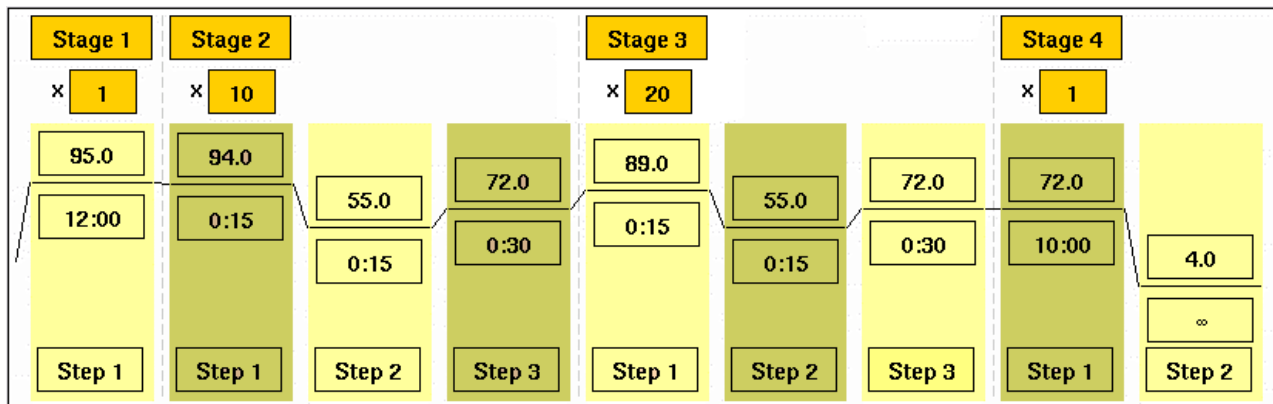 Stage 1 Stage 2 Stage 3 Stage 4
x 1 x 10 x 20 x 1
95.0 94.0 55.0 72.0 89.0 55.0 72.0 72.0 4.0
12:00 0:15 0:15 0:30 0:15 0:15 0:30 10:00 ∞
Step 1 Step 1 Step 2 Step 3 Step 1 Step 2 Step 3 Step 1 Step 2